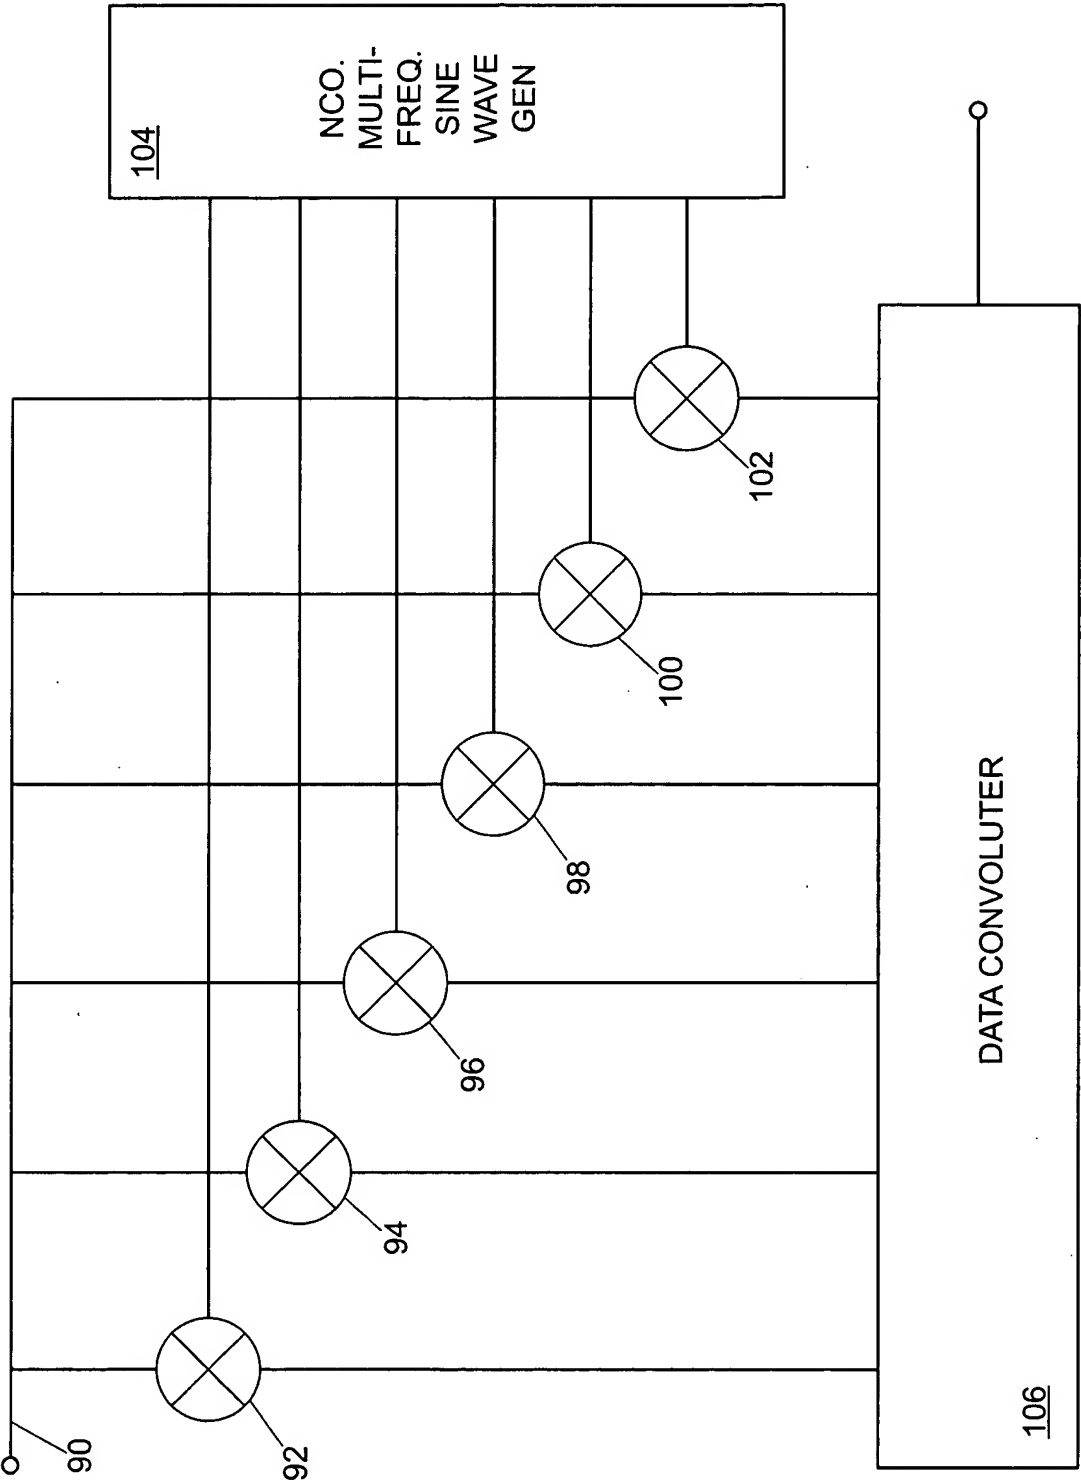 104
NCO.
MULTI-
FREQ.
SINE
WAVE
GEN
102
100
98
96
94
92
90
DATA CONVOLUTER
106